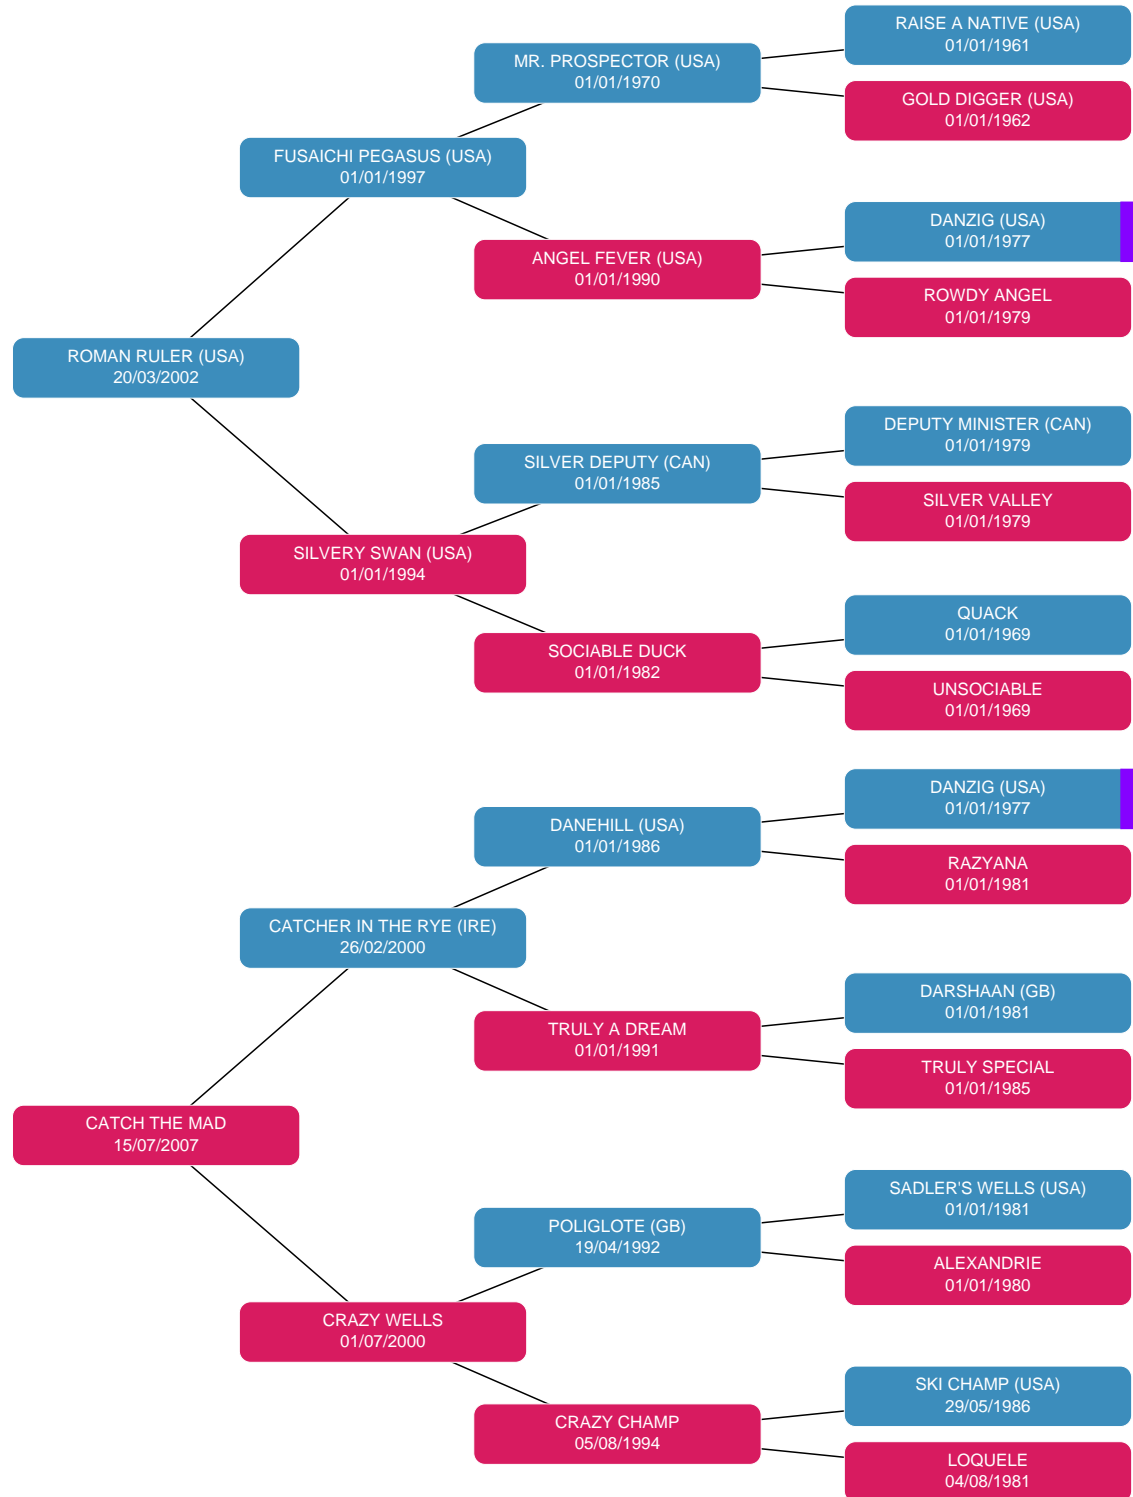 RAISE A NATIVE (USA)
01/01/1961
MR. PROSPECTOR (USA)
01/01/1970
GOLD DIGGER (USA)
01/01/1962
FUSAICHI PEGASUS (USA)
01/01/1997
DANZIG (USA)
01/01/1977
ANGEL FEVER (USA)
01/01/1990
ROWDY ANGEL
01/01/1979
ROMAN RULER (USA)
20/03/2002
DEPUTY MINISTER (CAN)
01/01/1979
SILVER DEPUTY (CAN)
01/01/1985
SILVER VALLEY
01/01/1979
SILVERY SWAN (USA)
01/01/1994
QUACK
01/01/1969
SOCIABLE DUCK
01/01/1982
UNSOCIABLE
01/01/1969
DANZIG (USA)
01/01/1977
DANEHILL (USA)
01/01/1986
RAZYANA
01/01/1981
CATCHER IN THE RYE (IRE)
26/02/2000
DARSHAAN (GB)
01/01/1981
TRULY A DREAM
01/01/1991
TRULY SPECIAL
01/01/1985
CATCH THE MAD
15/07/2007
SADLER'S WELLS (USA)
01/01/1981
POLIGLOTE (GB)
19/04/1992
ALEXANDRIE
01/01/1980
CRAZY WELLS
01/07/2000
SKI CHAMP (USA)
29/05/1986
CRAZY CHAMP
05/08/1994
LOQUELE
04/08/1981